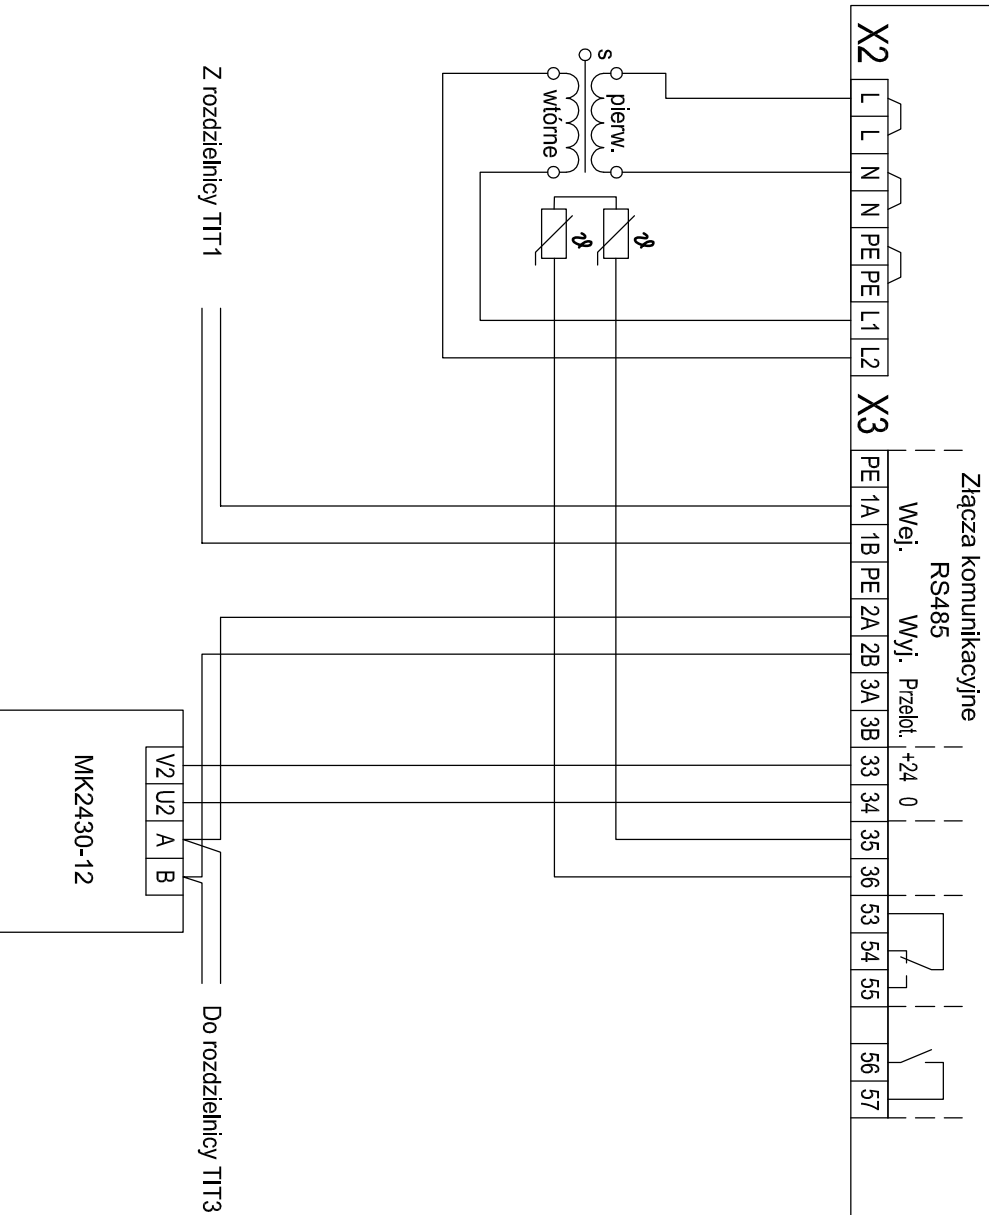 Złącza komunikacyjne
RS485
Wej.
Wyj.
Przelot.
+24
0
X2
L
L
N
N
PE
PE
L1
L2
X3
PE
1A
1B
PE
2A
2B
3A
3B
33
34
35
36
53
54
55
56
57
s
pierw.
wtórne
ϑ
ϑ
Z rozdzielnicy TIT1
Do rozdzielnicy TIT3
V2
U2
A
B
MK2430-12